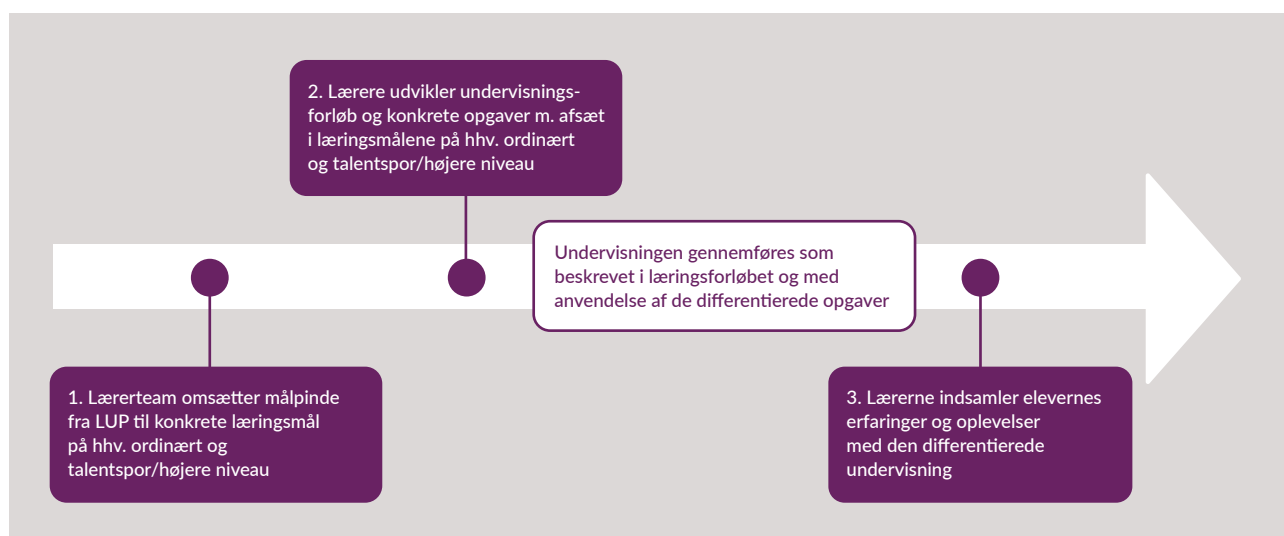 2. Lærere udvikler undervisnings-
forløb og konkrete opgaver m. afsæt
i læringsmålene på hhv. ordinært
og talentspor/højere niveau
Undervisningen gennemføres som
beskrevet i læringsforløbet og med
anvendelse af de differentierede opgaver
1. Lærerteam omsætter målpinde
fra LUP til konkrete læringsmål
på hhv. ordinært og
talentspor/højere niveau
3. Lærerne indsamler elevernes
erfaringer og oplevelser
med den differentierede
undervisning